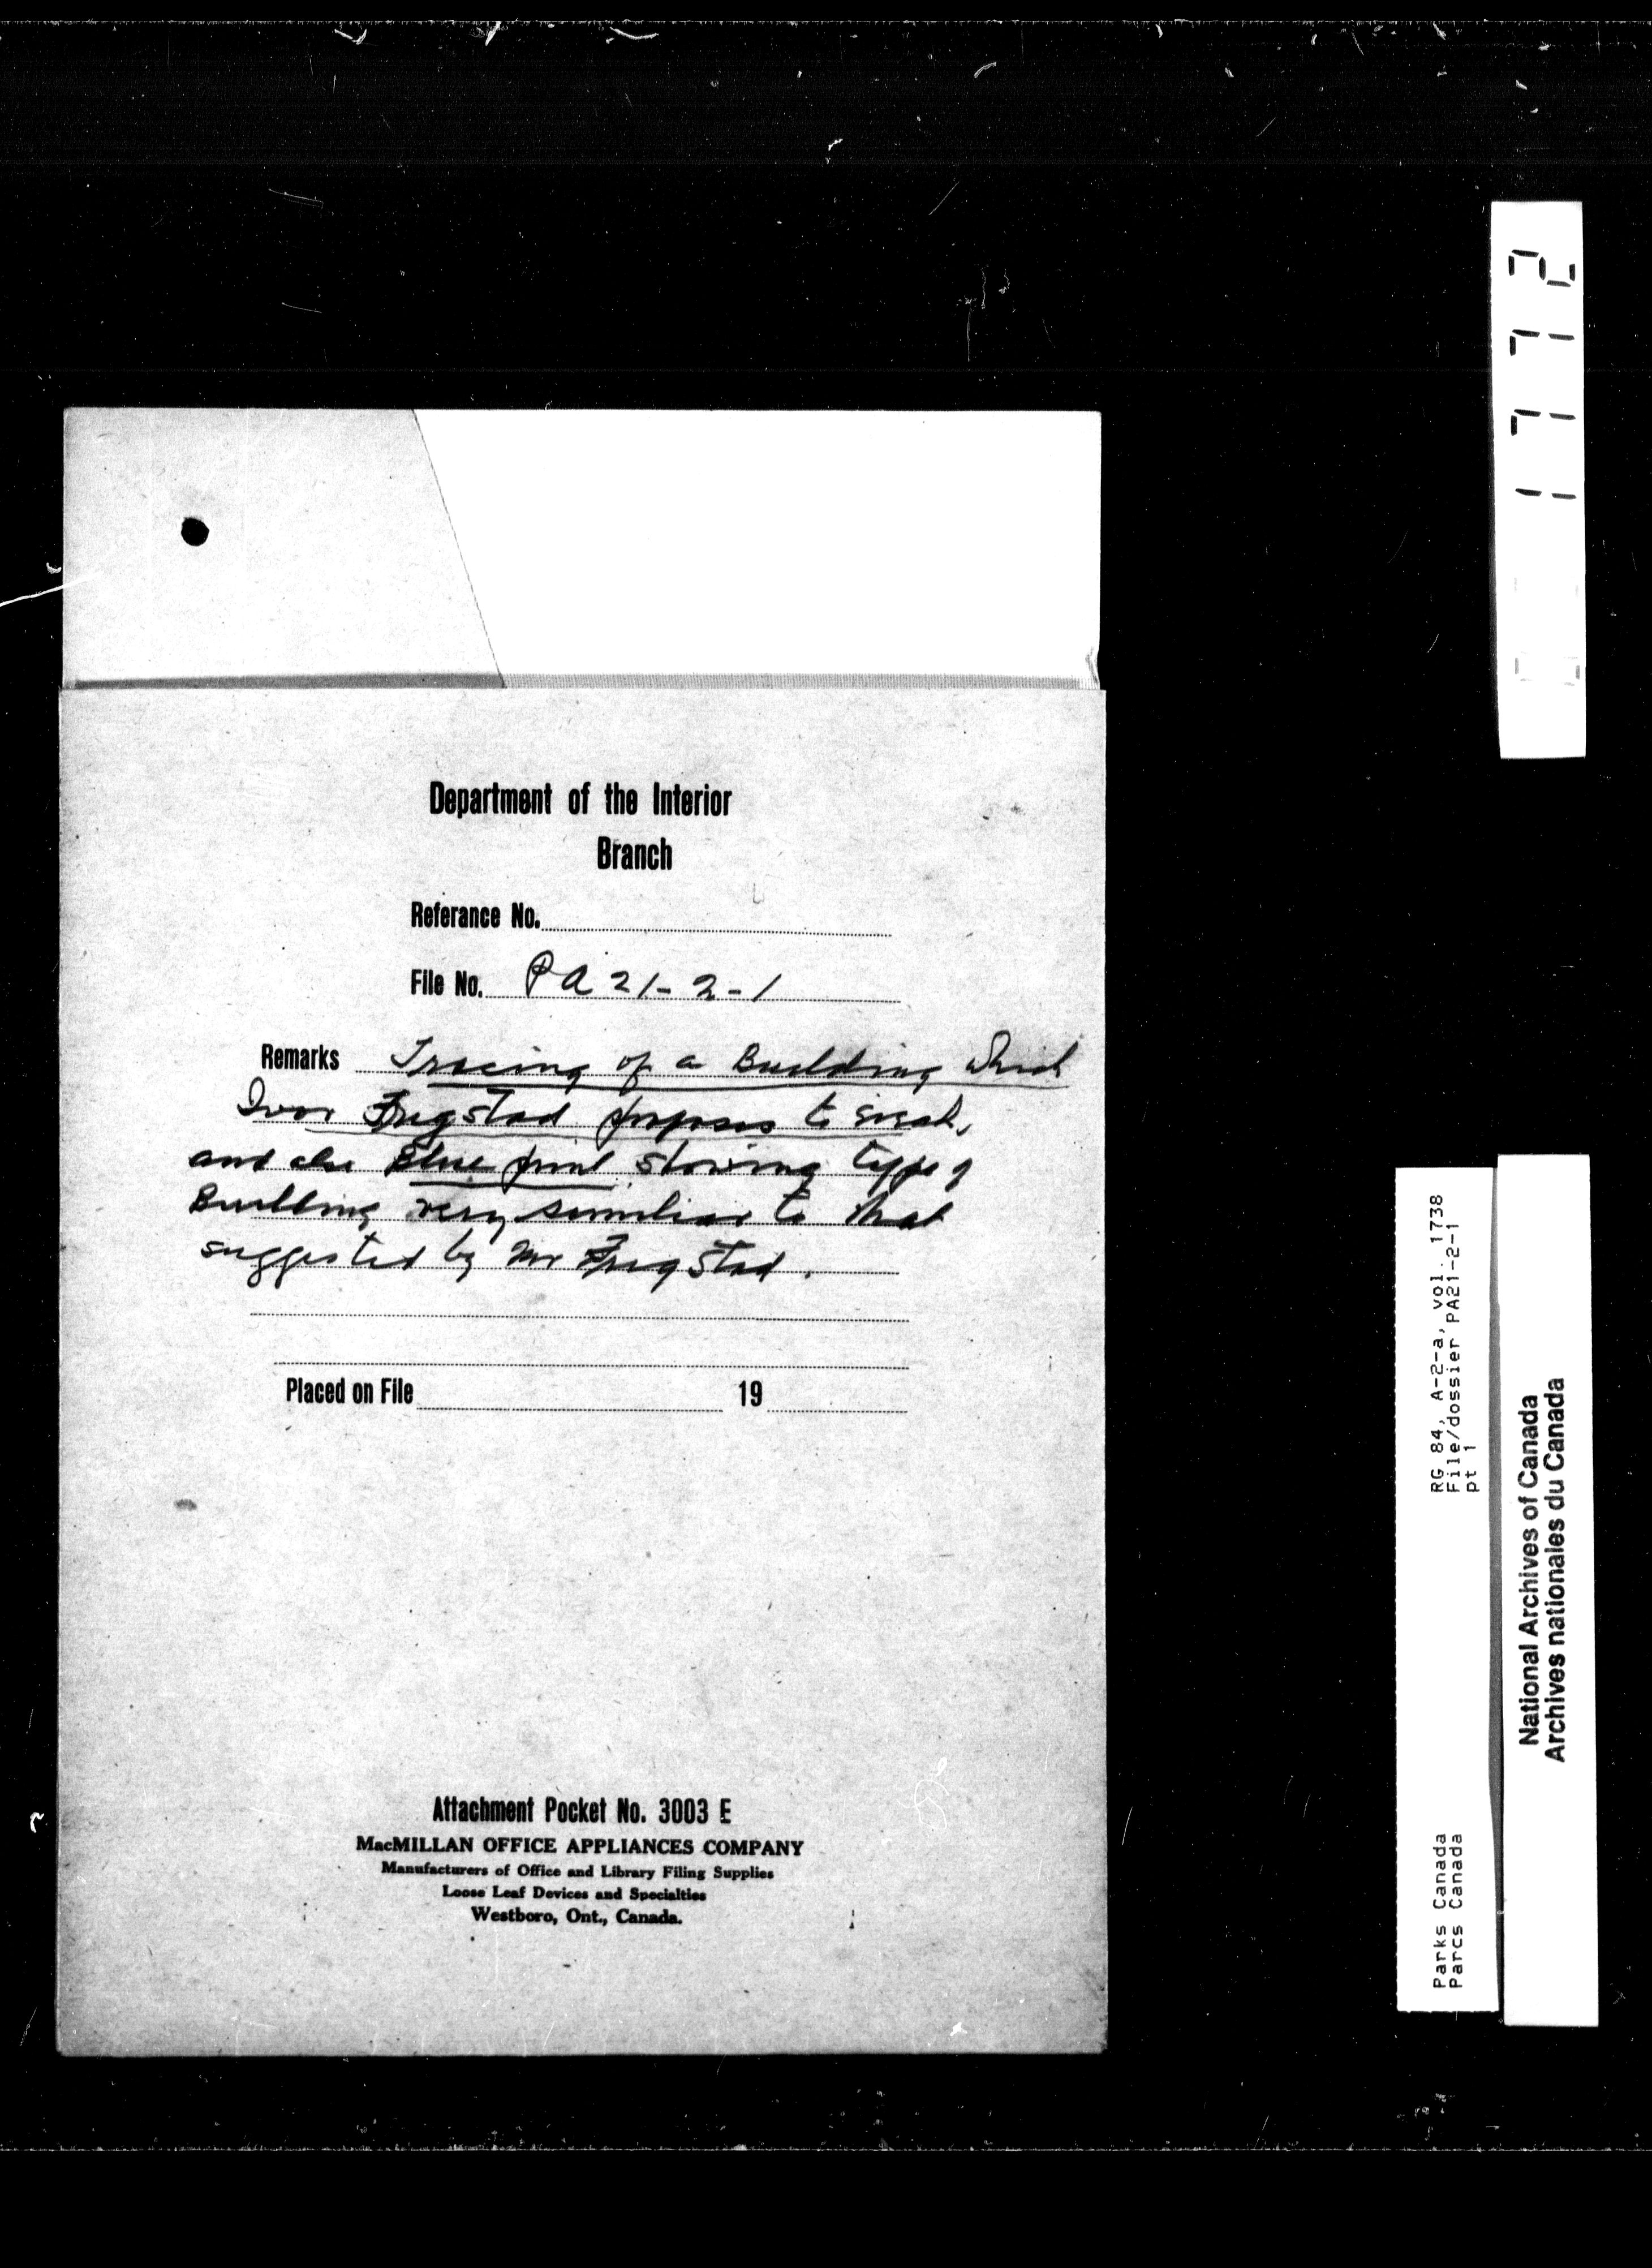 Department of the Interior
Branch
Referance No.
File No. PA 21-2-1
Remarks Tracing of a Building which
Ivor Frigstad proposes to erect,
and also Blue print showing type of
Building very similiar to that
suggested by Mr Frigstad.
Placed on File 19
Attachment Pocket No. 3003 E
MacMILLAN OFFICE APPLIANCES COMPANY
Manufacturers of Office and Library Filing Supplies
Loose Leaf Devices and Specialties
Westboro, Ont., Canada.
1772
RG 84, A-2-a, vol. 1738
File/dossier PA21-2-1
pt 1
Parks Canada
Parcs Canada
National Archives of Canada
Archives nationales du Canada